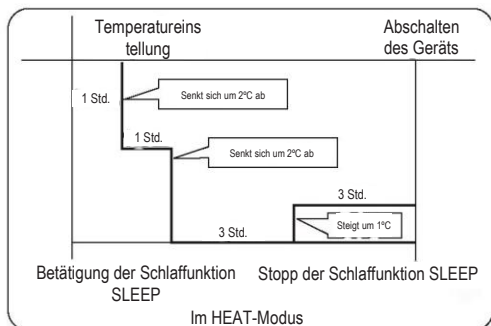 Temperatureins
tellung
Abschalten
des Geräts
1 Std.
Senkt sich um 2ºC ab
1 Std.
Senkt sich um 2ºC ab
3 Std.
Steigt um 1ºC
3 Std.
Betätigung der Schlaffunktion
SLEEP
Stopp der Schlaffunktion SLEEP
Im HEAT-Modus